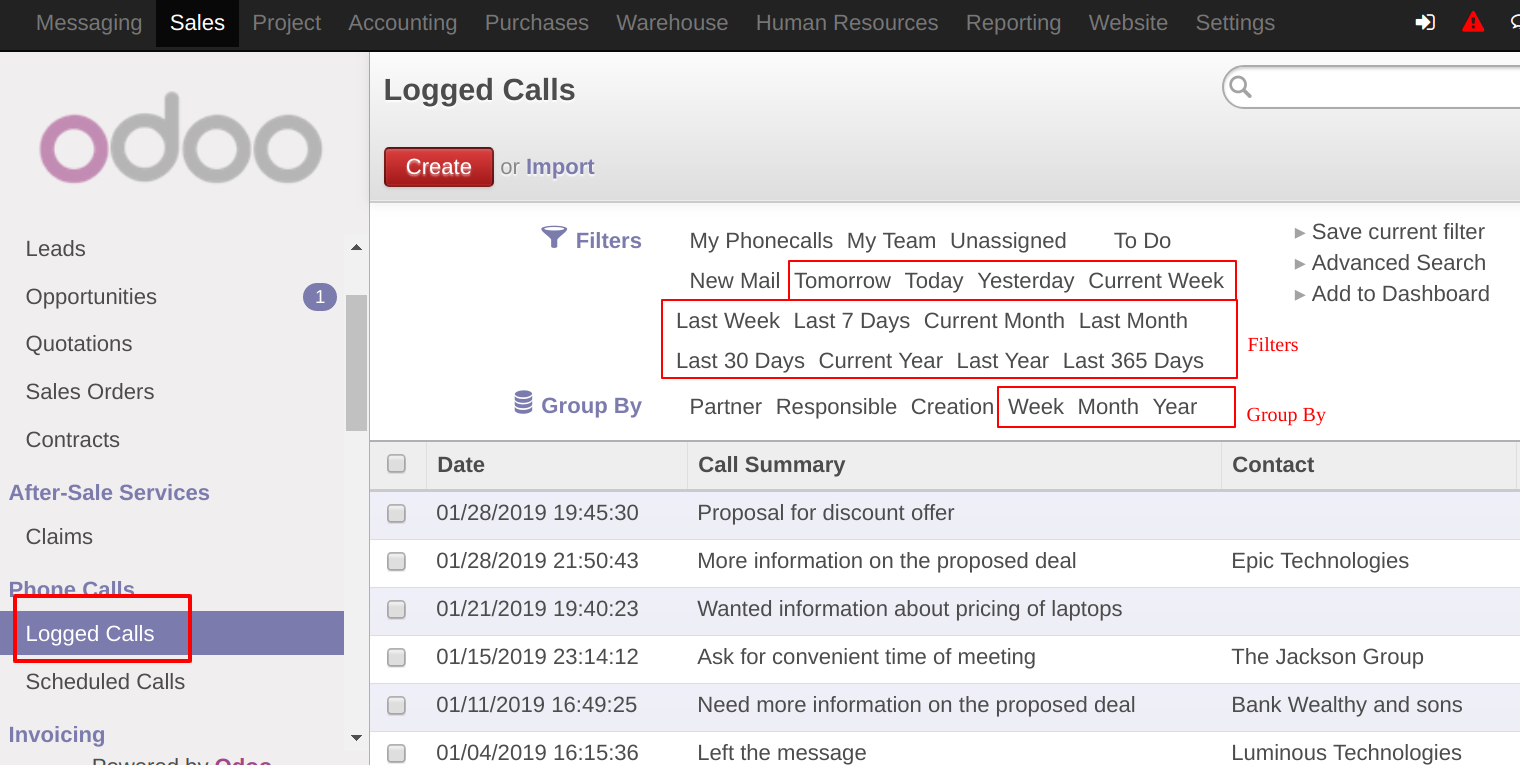 Messaging Sales Project Accounting Purchases Warehouse Human Resources Reporting Website Settings
odoo
Leads
Opportunities 1
Quotations
Sales Orders
Contracts
After-Sale Services
Claims
Phone Calls
Logged Calls
Scheduled Calls
Invoicing
Powered by Odoo
Logged Calls
Create or Import
Filters My Phonecalls My Team Unassigned To Do
New Mail Tomorrow Today Yesterday Current Week
Last Week Last 7 Days Current Month Last Month
Last 30 Days Current Year Last Year Last 365 Days
Group By Partner Responsible Creation Week Month Year
Save current filter
Advanced Search
Add to Dashboard
Filters
Group By
Date Call Summary Contact
01/28/2019 19:45:30 Proposal for discount offer
01/28/2019 21:50:43 More information on the proposed deal Epic Technologies
01/21/2019 19:40:23 Wanted information about pricing of laptops
01/15/2019 23:14:12 Ask for convenient time of meeting The Jackson Group
01/11/2019 16:49:25 Need more information on the proposed deal Bank Wealthy and sons
01/04/2019 16:15:36 Left the message Luminous Technologies